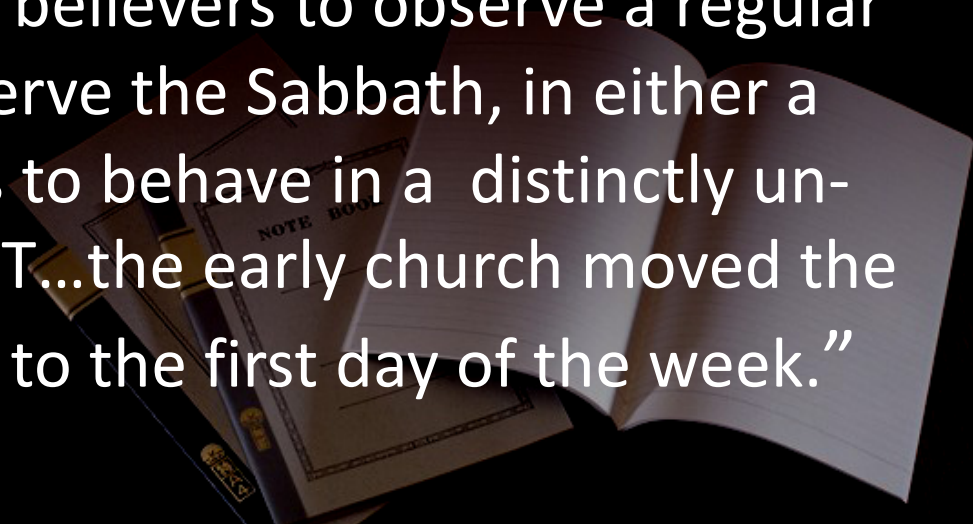 believers to observe a regular
erve the Sabbath, in either a
to behave in a distinctly un-
T...the early church moved the
to the first day of the week.”
NOTE BOOK